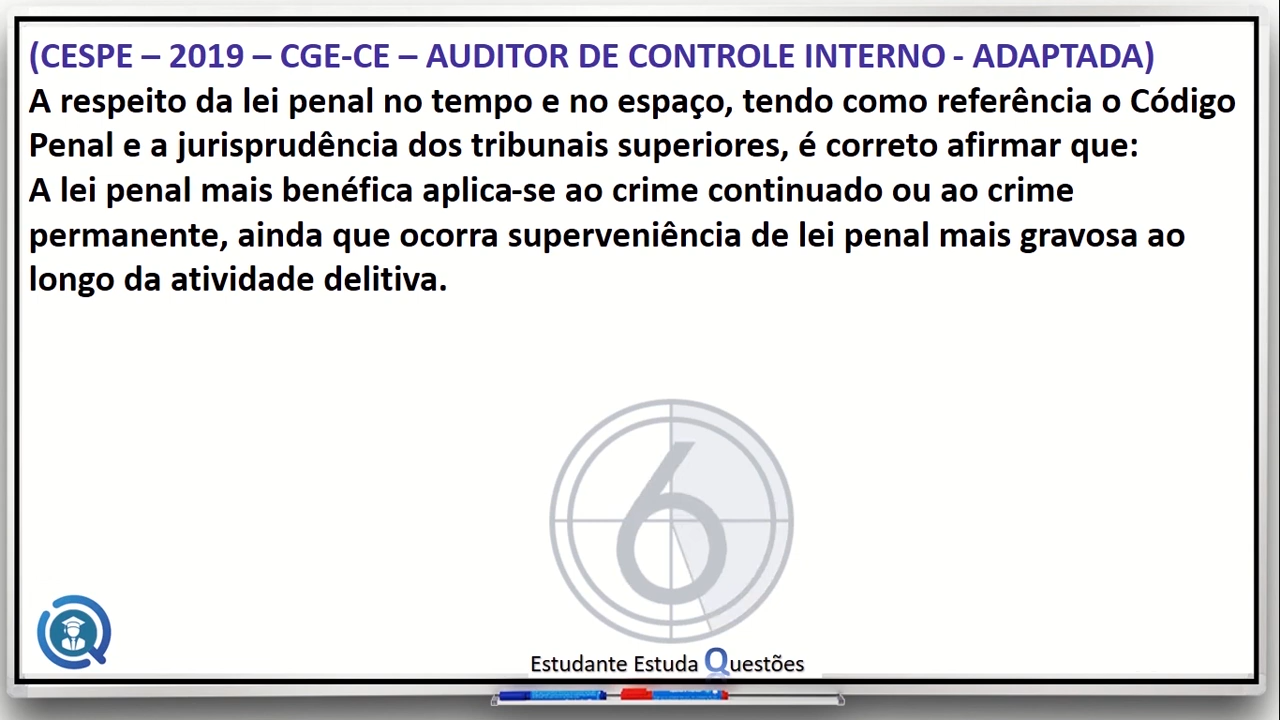 (CESPE – 2019 – CGE-CE – AUDITOR DE CONTROLE INTERNO - ADAPTADA)
A respeito da lei penal no tempo e no espaço, tendo como referência o Código
Penal e a jurisprudência dos tribunais superiores, é correto afirmar que:
A lei penal mais benéfica aplica-se ao crime continuado ou ao crime
permanente, ainda que ocorra superveniência de lei penal mais gravosa ao
longo da atividade delitiva.
6
Estudante Estuda Questões